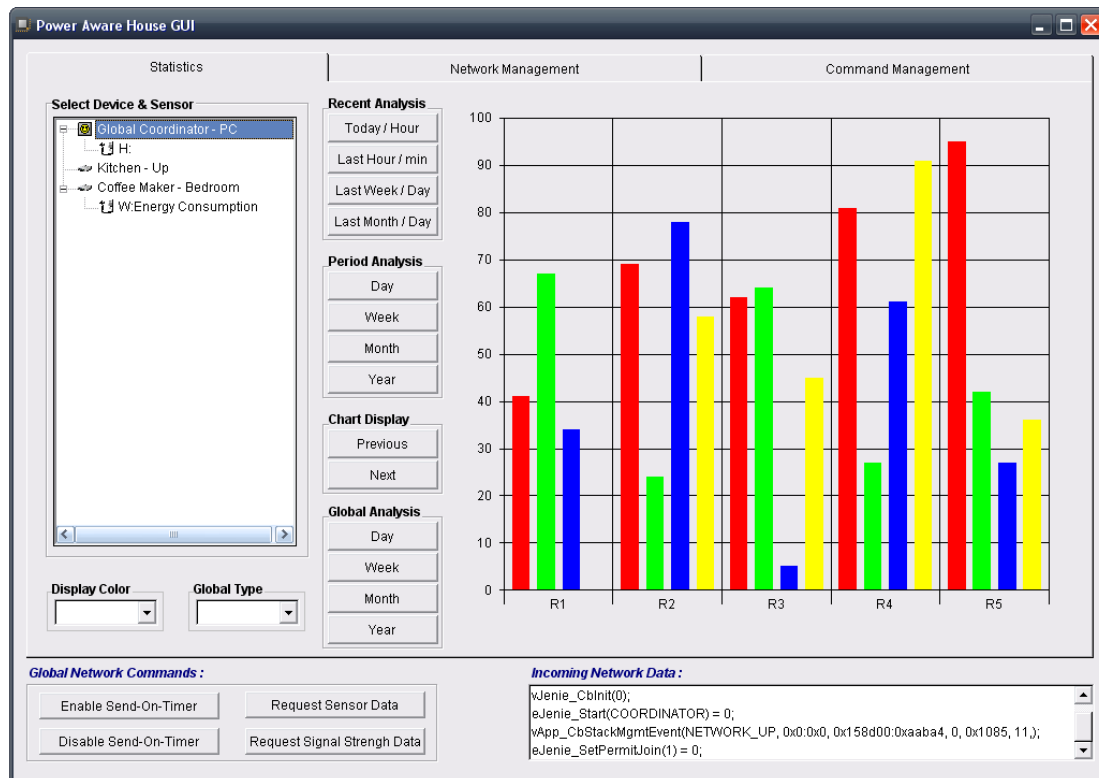 Power Aware House GUI
Statistics
Network Management
Command Management
Select Device & Sensor
Global Coordinator - PC
H:
Kitchen - Up
Coffee Maker - Bedroom
W:Energy Consumption
Display Color
Global Type
Recent Analysis
Today / Hour
Last Hour / min
Last Week / Day
Last Month / Day
Period Analysis
Day
Week
Month
Year
Chart Display
Previous
Next
Global Analysis
Day
Week
Month
Year
100
90
80
70
60
50
40
30
20
10
0
R1 R2 R3 R4 R5
Global Network Commands :
Enable Send-On-Timer
Request Sensor Data
Disable Send-On-Timer
Request Signal Strengh Data
Incoming Network Data :
vJenie_CbInit(0);
eJenie_Start(COORDINATOR) = 0;
vApp_CbStackMgmtEvent(NETWORK_UP, 0x0:0x0, 0x158d00:0xaaba4, 0, 0x1085, 11,);
eJenie_SetPermitJoin(1) = 0;